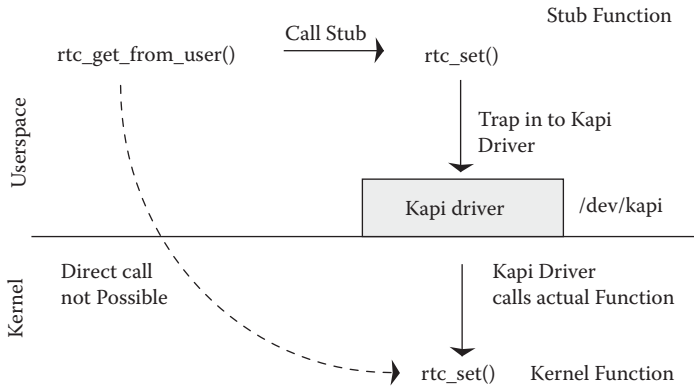 Stub Function
Call Stub
rtc_get_from_user()
rtc_set()
Trap in to Kapi
Driver
Userspace
Kapi driver
/dev/kapi
Direct call
not Possible
Kapi Driver
calls actual Function
Kernel
rtc_set()
Kernel Function